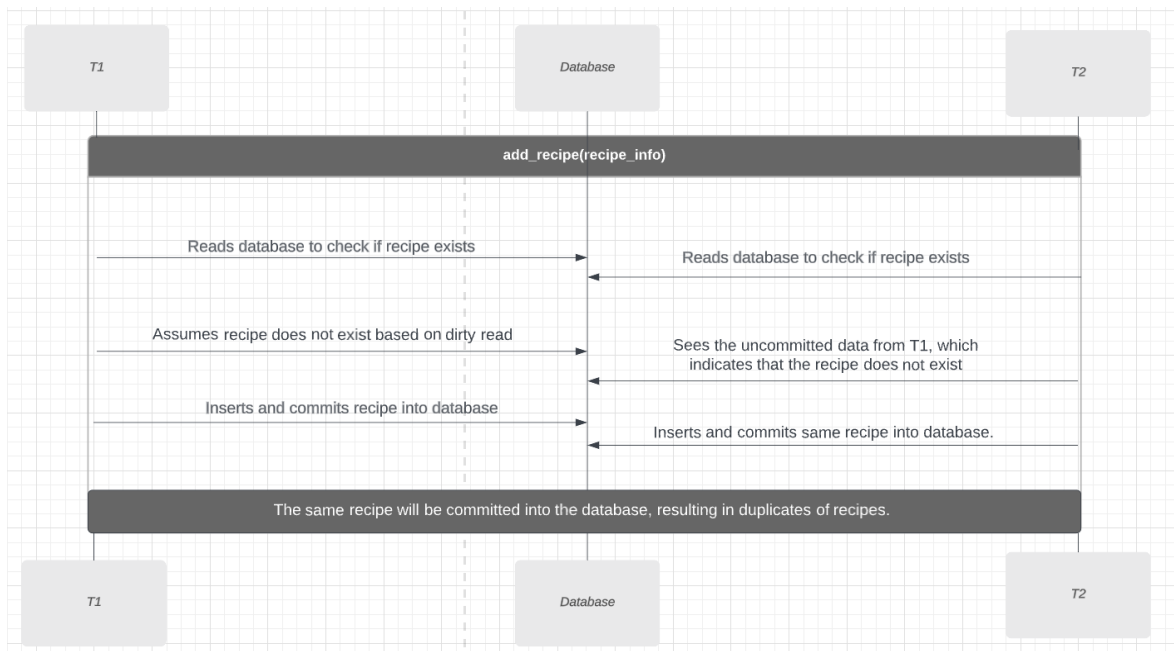 T1
Database
T2
add_recipe(recipe_info)
Reads database to check if recipe exists
Reads database to check if recipe exists
Assumes recipe does not exist based on dirty read
Sees the uncommitted data from T1, which
indicates that the recipe does not exist
Inserts and commits recipe into database
Inserts and commits same recipe into database.
The same recipe will be committed into the database, resulting in duplicates of recipes.
T1
Database
T2